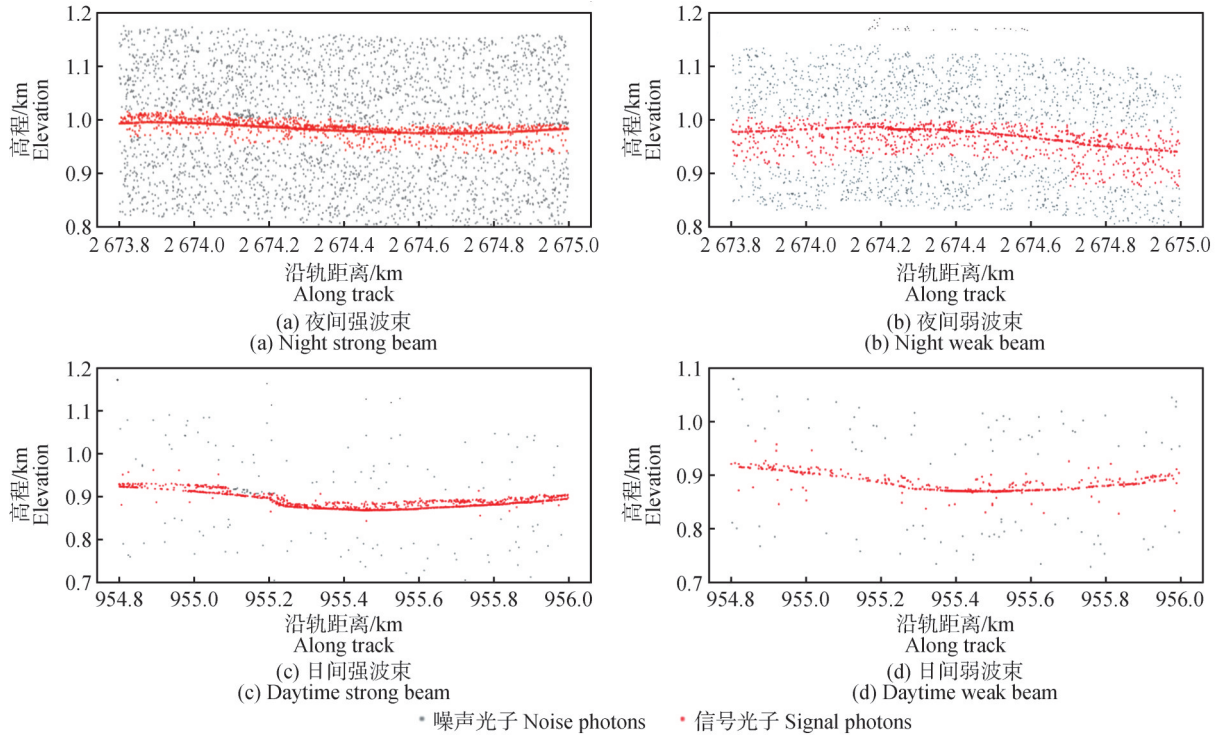 1.2
1.1
1.0
0.9
0.8
高程/km
Elevation
2 673.8 2 674.0 2 674.2 2 674.4 2 674.6 2 674.8 2 675.0
沿轨距离/km
Along track
(a) 夜间强波束
(a) Night strong beam
1.2
1.1
1.0
0.9
0.8
高程/km
Elevation
2 673.8 2 674.0 2 674.2 2 674.4 2 674.6 2 674.8 2 675.0
沿轨距离/km
Along track
(b) 夜间弱波束
(b) Night weak beam
1.2
1.1
1.0
0.9
0.8
0.7
高程/km
Elevation
954.8 955.0 955.2 955.4 955.6 955.8 956.0
沿轨距离/km
Along track
(c) 日间强波束
(c) Daytime strong beam
1.1
1.0
0.9
0.8
0.7
高程/km
Elevation
954.8 955.0 955.2 955.4 955.6 955.8 956.0
沿轨距离/km
Along track
(d) 日间弱波束
(d) Daytime weak beam
噪声光子 Noise photons 信号光子 Signal photons